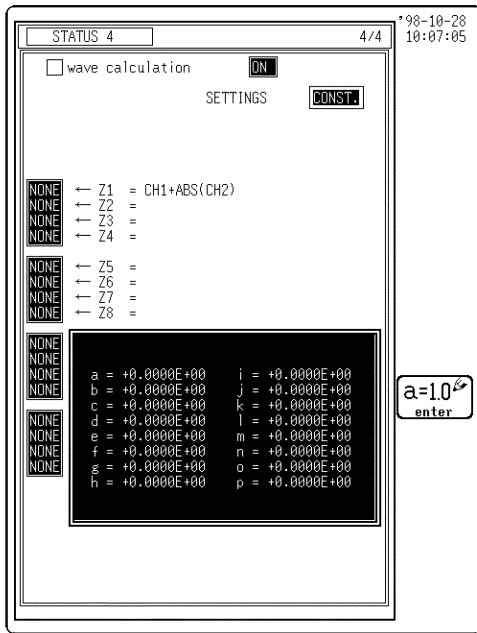 STATUS 4 4/4 '98-10-28
10:07:05
wave calculation ON
SETTINGS CONST.
NONE ← Z1 = CH1+ABS(CH2)
NONE ← Z2 =
NONE ← Z3 =
NONE ← Z4 =
NONE ← Z5 =
NONE ← Z6 =
NONE ← Z7 =
NONE ← Z8 =
NONE
NONE
NONE
NONE
NONE
NONE
NONE
NONE
a = +0.0000E+00 i = +0.0000E+00
b = +0.0000E+00 j = +0.0000E+00
c = +0.0000E+00 k = +0.0000E+00
d = +0.0000E+00 l = +0.0000E+00
e = +0.0000E+00 m = +0.0000E+00
f = +0.0000E+00 n = +0.0000E+00
g = +0.0000E+00 o = +0.0000E+00
h = +0.0000E+00 p = +0.0000E+00
a=1.0
enter